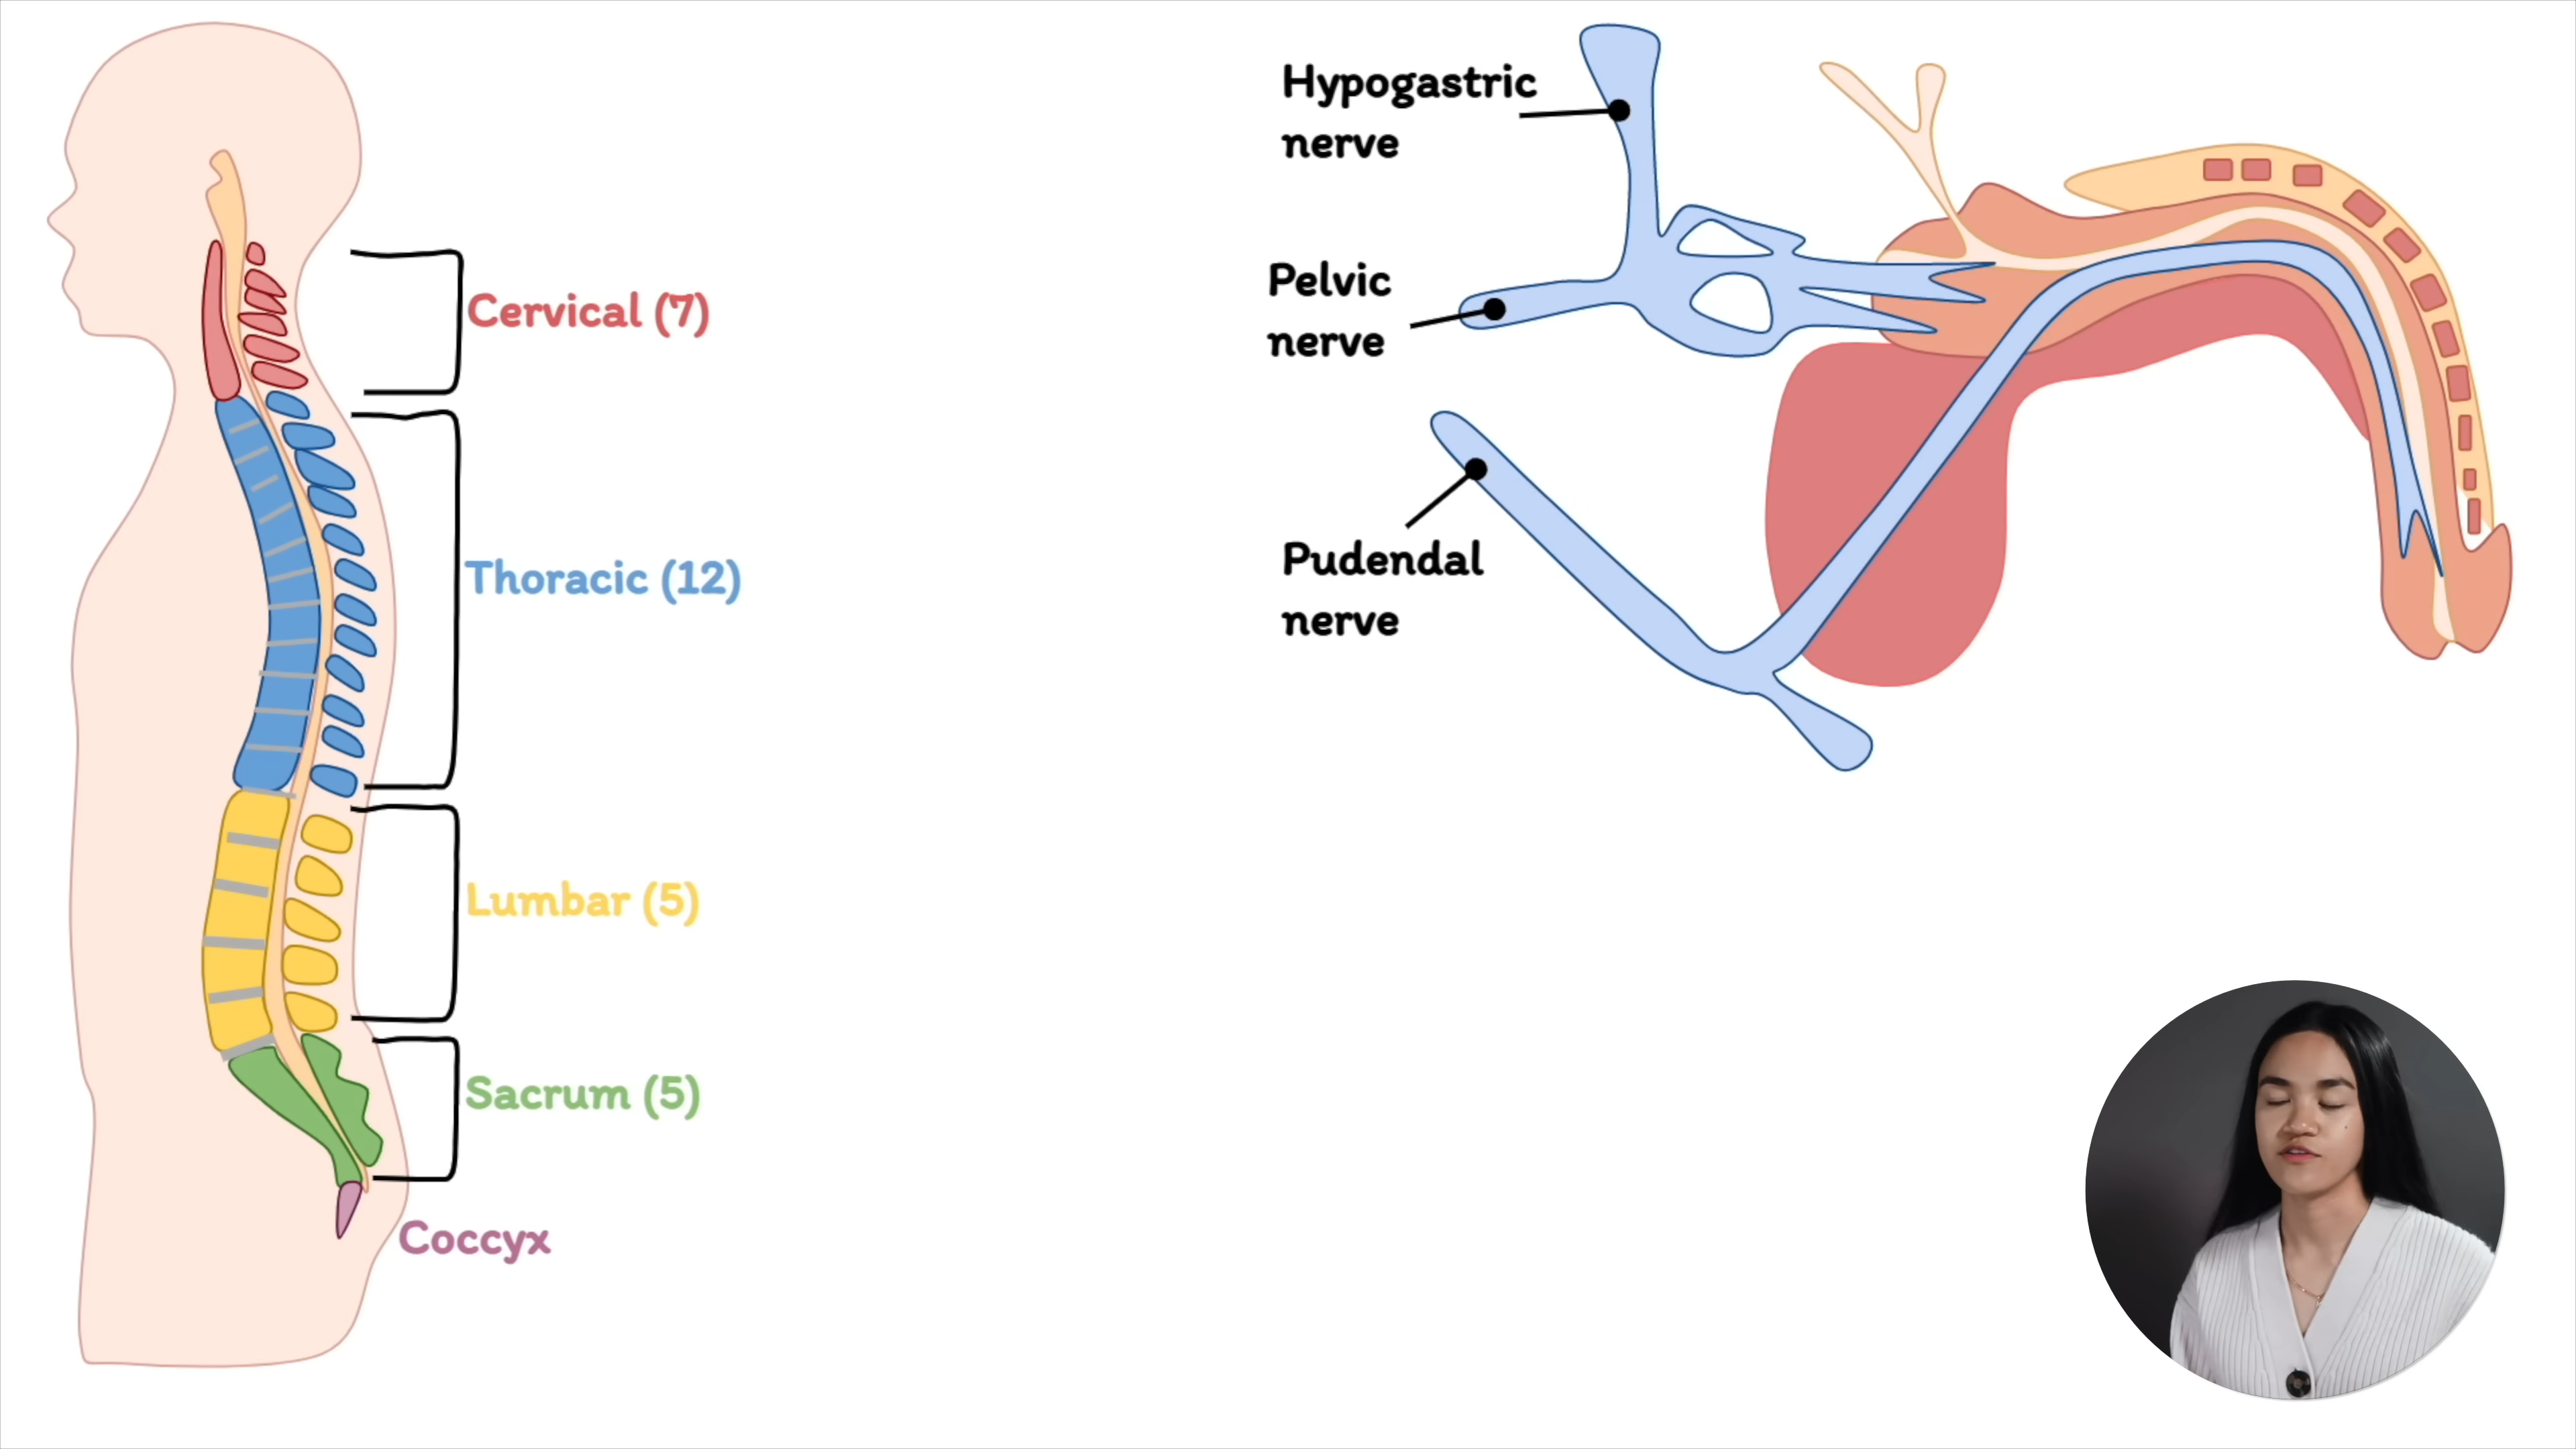 Cervical (7)
Thoracic (12)
Lumbar (5)
Sacrum (5)
Coccyx
Hypogastric
nerve
Pelvic
nerve
Pudendal
nerve